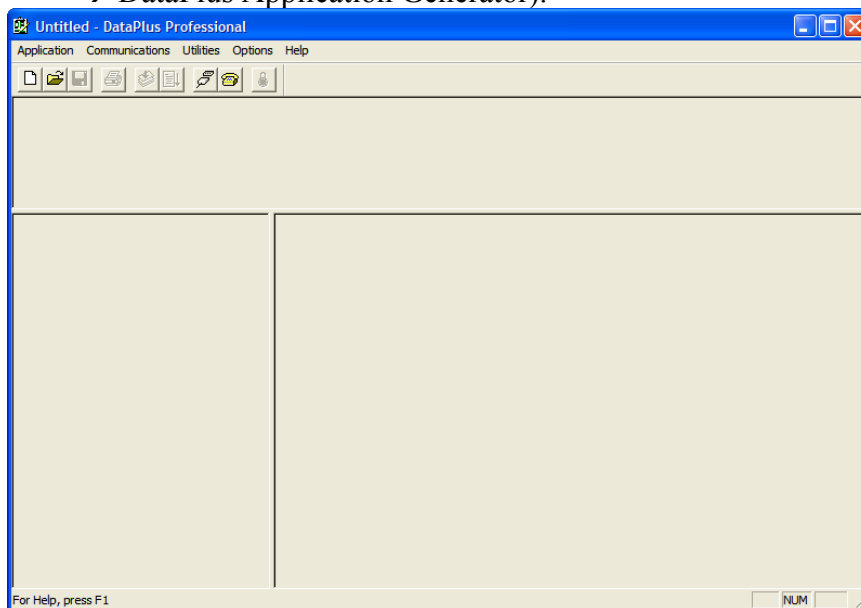 DataPlus Application Generator).
Untitled - DataPlus Professional
Application Communications Utilities Options Help
For Help, press F1 NUM